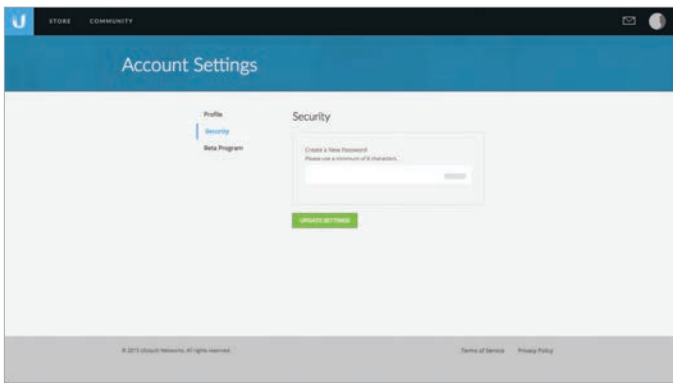 U
STORE COMMUNITY
Account Settings
Profile
Security
Beta Program
Security
Create a New Password
Please use a minimum of 8 characters.
UPDATE SETTINGS
© 2015 Ubiquiti Networks. All rights reserved.
Terms of Service Privacy Policy